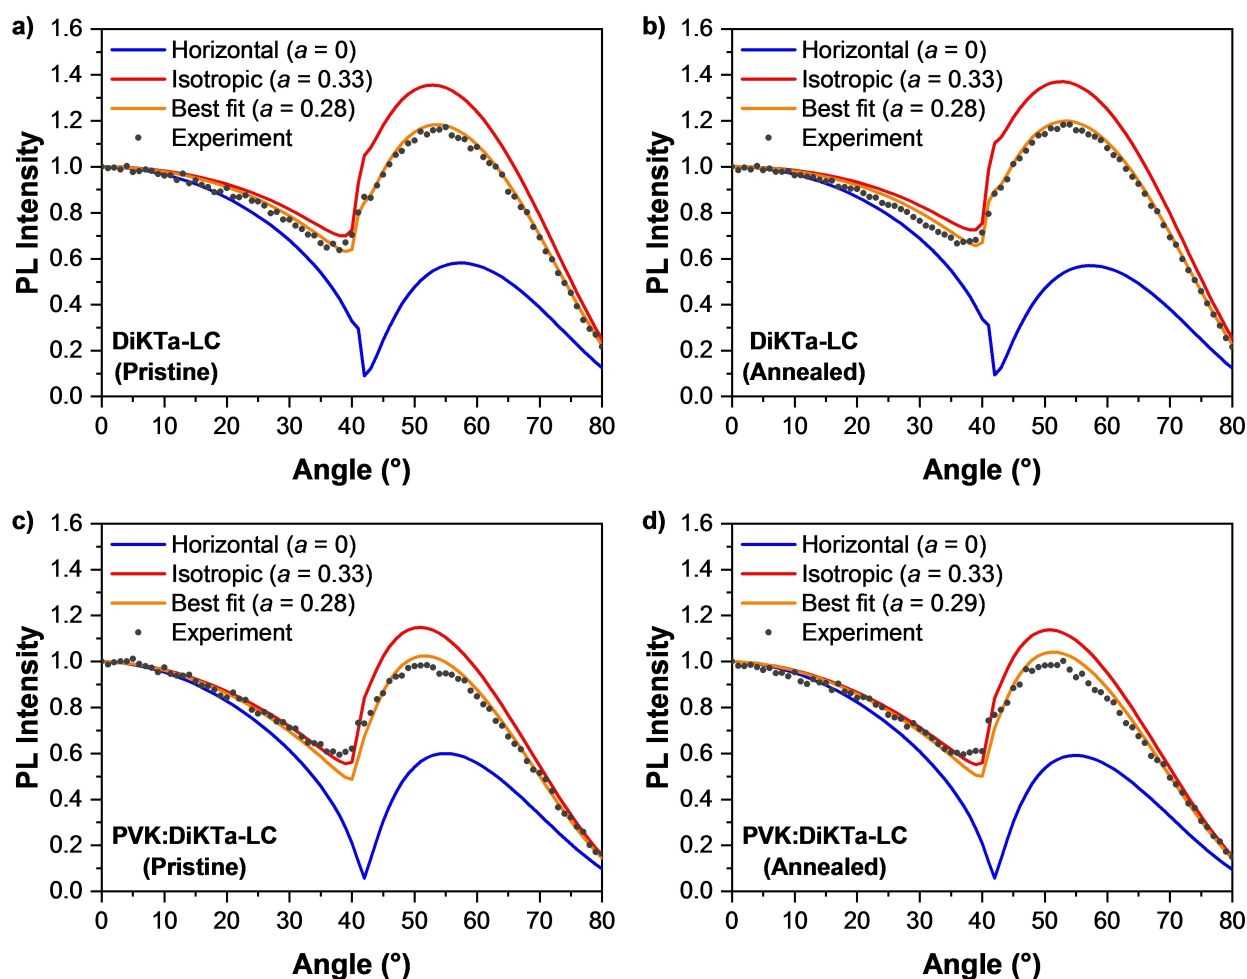 a)
1.6
1.4
1.2
1.0
0.8
0.6
0.4
0.2
0.0
PL Intensity
Horizontal (a = 0)
Isotropic (a = 0.33)
Best fit (a = 0.28)
Experiment
DiKTa-LC
(Pristine)
0 10 20 30 40 50 60 70 80
Angle (°)
b)
1.6
1.4
1.2
1.0
0.8
0.6
0.4
0.2
0.0
PL Intensity
Horizontal (a = 0)
Isotropic (a = 0.33)
Best fit (a = 0.28)
Experiment
DiKTa-LC
(Annealed)
0 10 20 30 40 50 60 70 80
Angle (°)
c)
1.6
1.4
1.2
1.0
0.8
0.6
0.4
0.2
0.0
PL Intensity
Horizontal (a = 0)
Isotropic (a = 0.33)
Best fit (a = 0.28)
Experiment
PVK:DiKTa-LC
(Pristine)
0 10 20 30 40 50 60 70 80
Angle (°)
d)
1.6
1.4
1.2
1.0
0.8
0.6
0.4
0.2
0.0
PL Intensity
Horizontal (a = 0)
Isotropic (a = 0.33)
Best fit (a = 0.29)
Experiment
PVK:DiKTa-LC
(Annealed)
0 10 20 30 40 50 60 70 80
Angle (°)